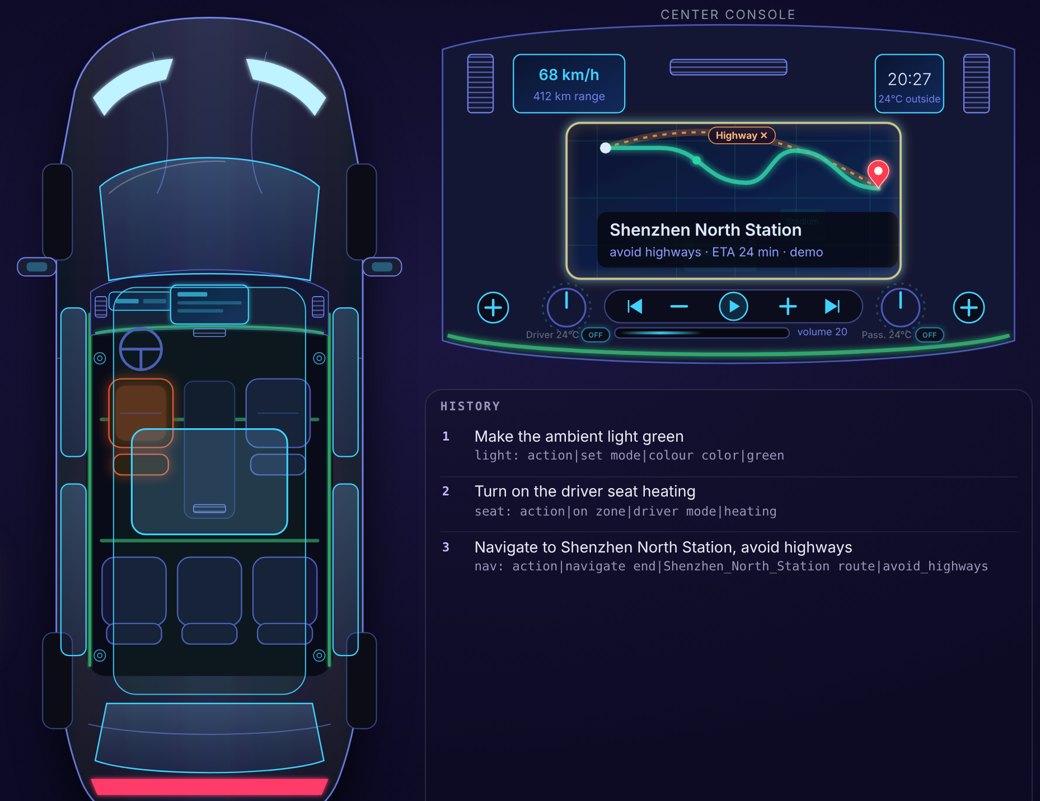 CENTER CONSOLE
68 km/h
412 km range
20:27
24°C outside
Highway ✕
Shenzhen North Station
avoid highways · ETA 24 min · demo
Driver 24°C OFF
volume 20
Pass. 24°C OFF
HISTORY
1 Make the ambient light green
light: action|set mode|colour color|green
2 Turn on the driver seat heating
seat: action|on zone|driver mode|heating
3 Navigate to Shenzhen North Station, avoid highways
nav: action|navigate end|Shenzhen_North_Station route|avoid_highways